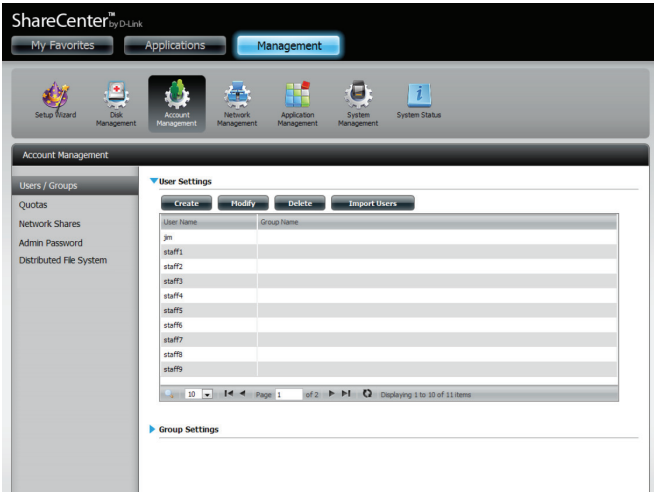 ShareCenter™ by D-Link
My Favorites Applications Management
Setup Wizard Disk Management Account Management Network Management Application Management System Management System Status
Account Management
Users / Groups
Quotas
Network Shares
Admin Password
Distributed File System
User Settings
Create Modify Delete Import Users
User Name Group Name
jm
staff1
staff2
staff3
staff4
staff5
staff6
staff7
staff8
staff9
10 Page 1 of 2 Displaying 1 to 10 of 11 items
Group Settings